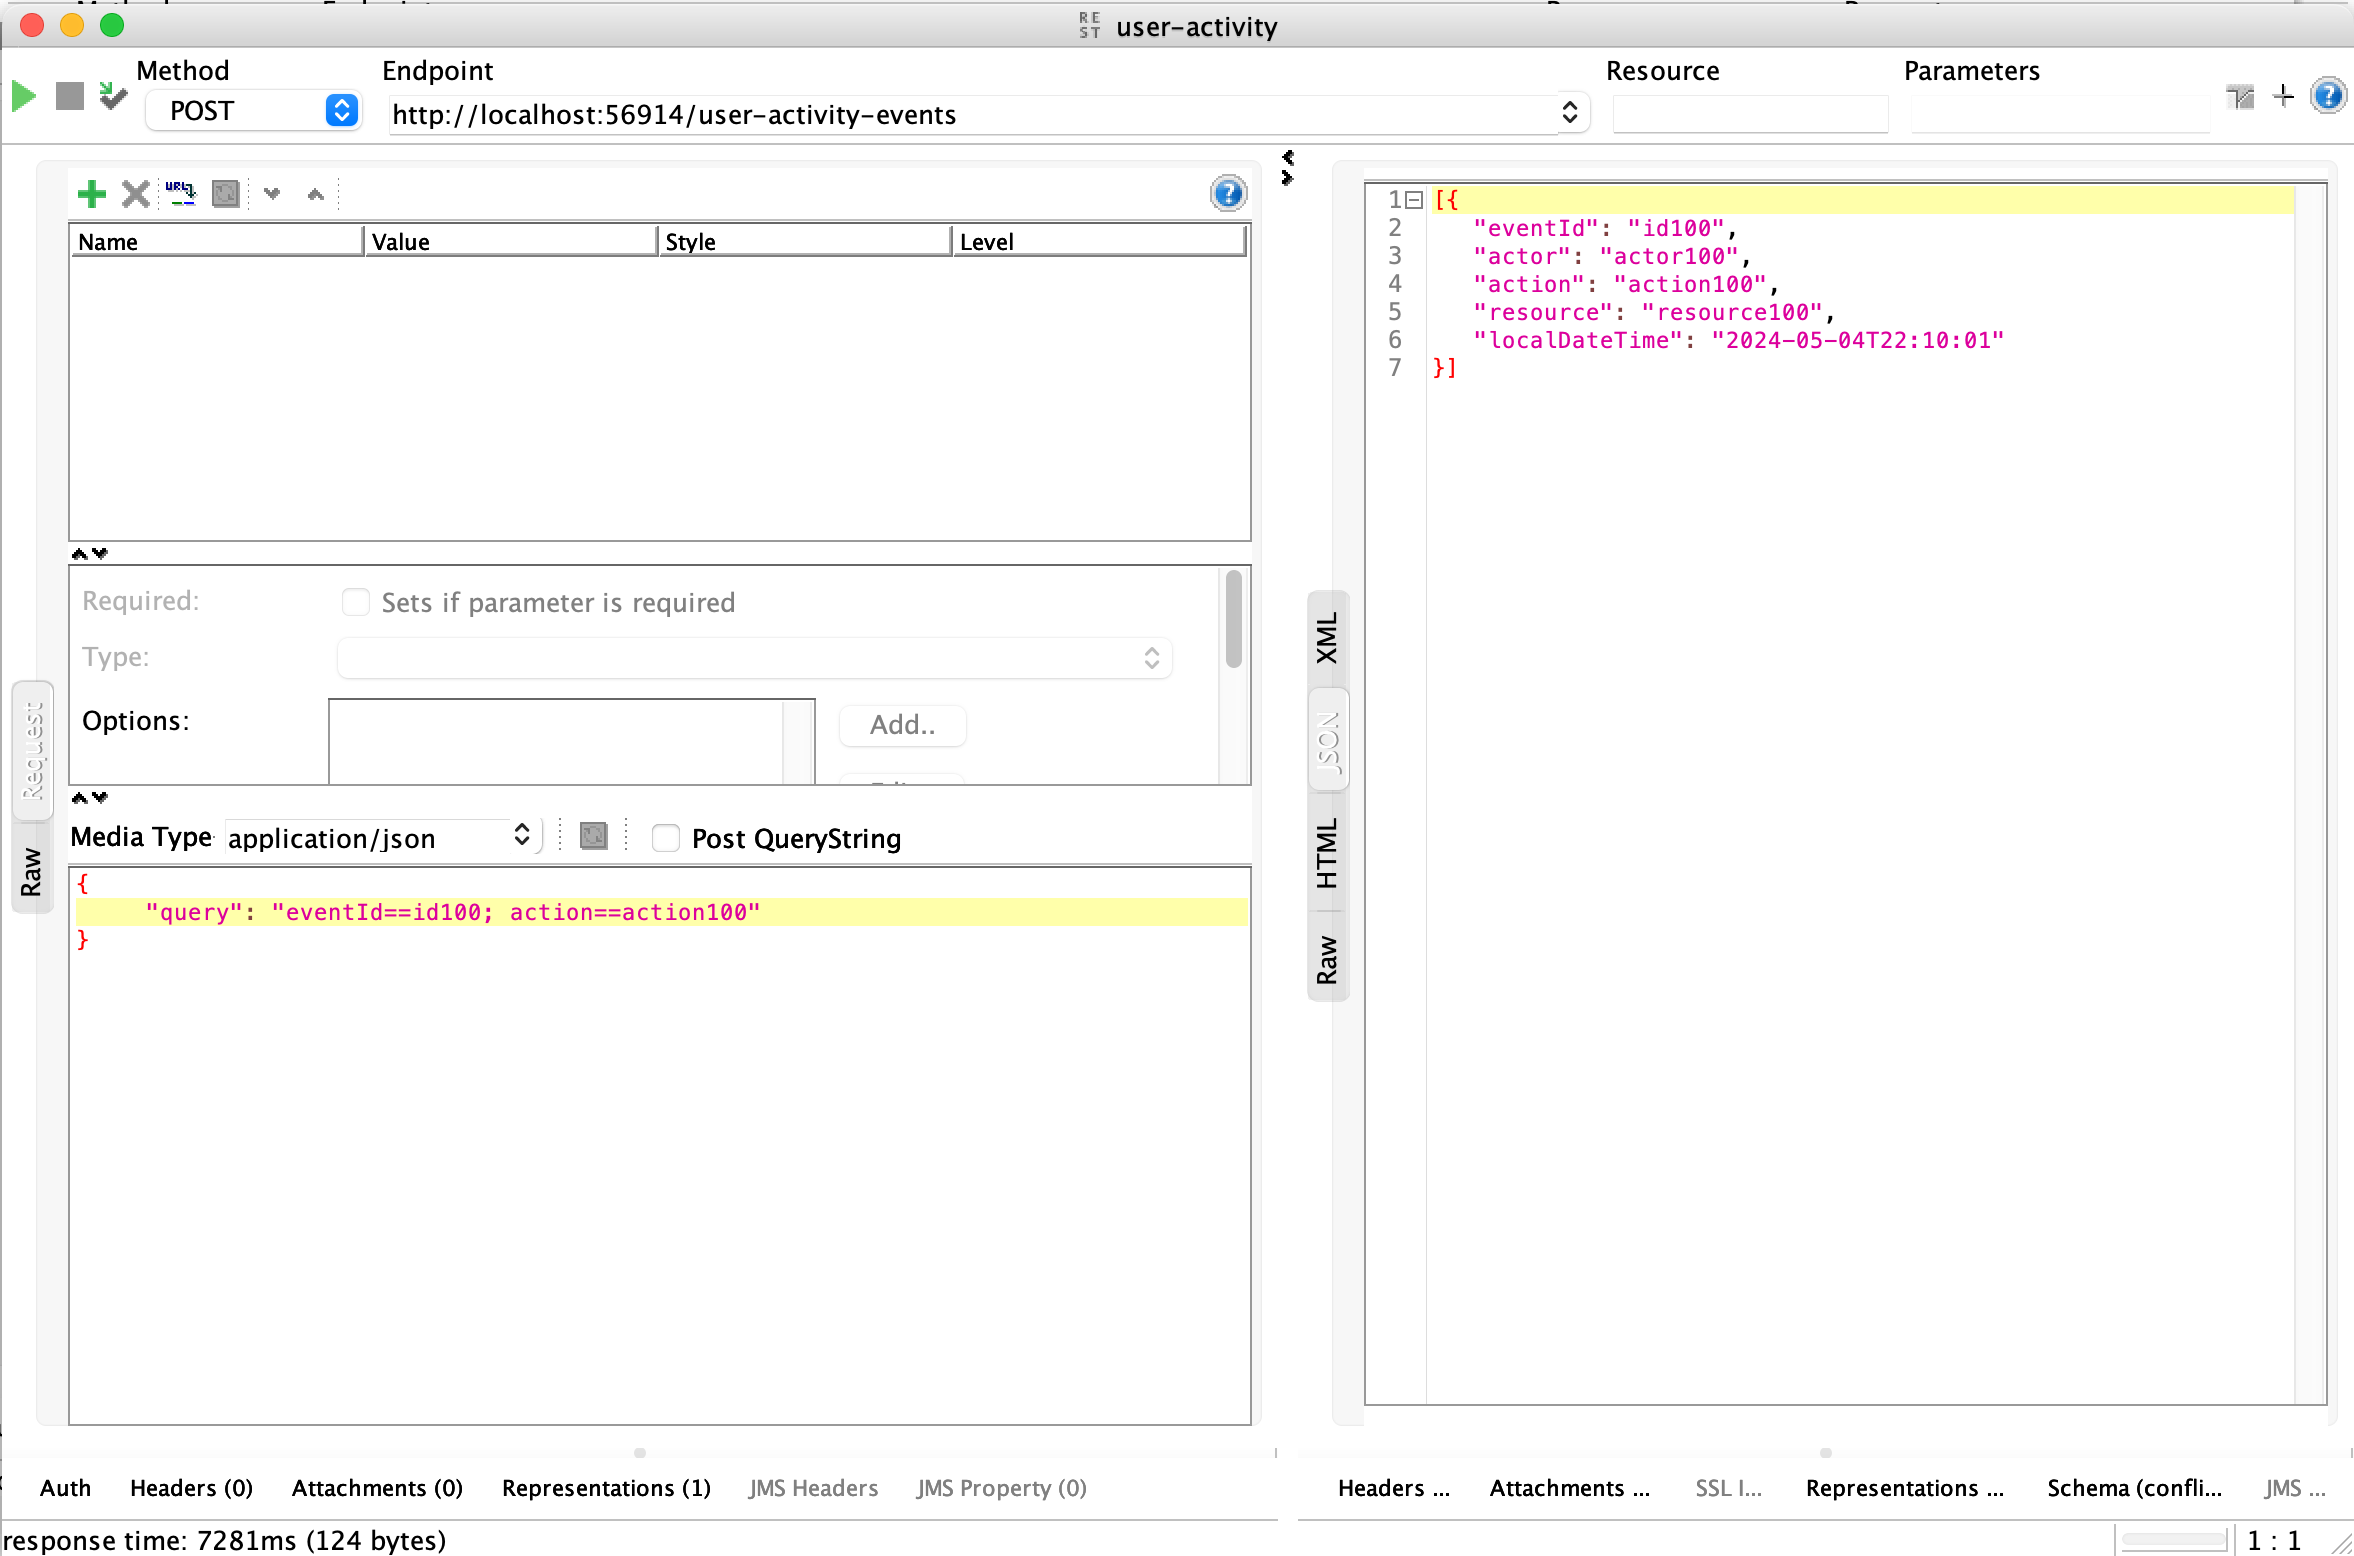 REST user-activity
Method
Endpoint
Resource
Parameters
POST
http://localhost:56914/user-activity-events
Name Value Style Level
Required: Sets if parameter is required
Type:
Options: Add..
Media Type application/json Post QueryString
{
"query": "eventId==id100; action==action100"
}
Request
Raw
XML
JSON
HTML
Raw
1 [{
2 "eventId": "id100",
3 "actor": "actor100",
4 "action": "action100",
5 "resource": "resource100",
6 "localDateTime": "2024-05-04T22:10:01"
7 }]
Auth Headers (0) Attachments (0) Representations (1) JMS Headers JMS Property (0)
Headers ... Attachments ... SSL I... Representations ... Schema (confli... JMS ...
response time: 7281ms (124 bytes)
1 : 1